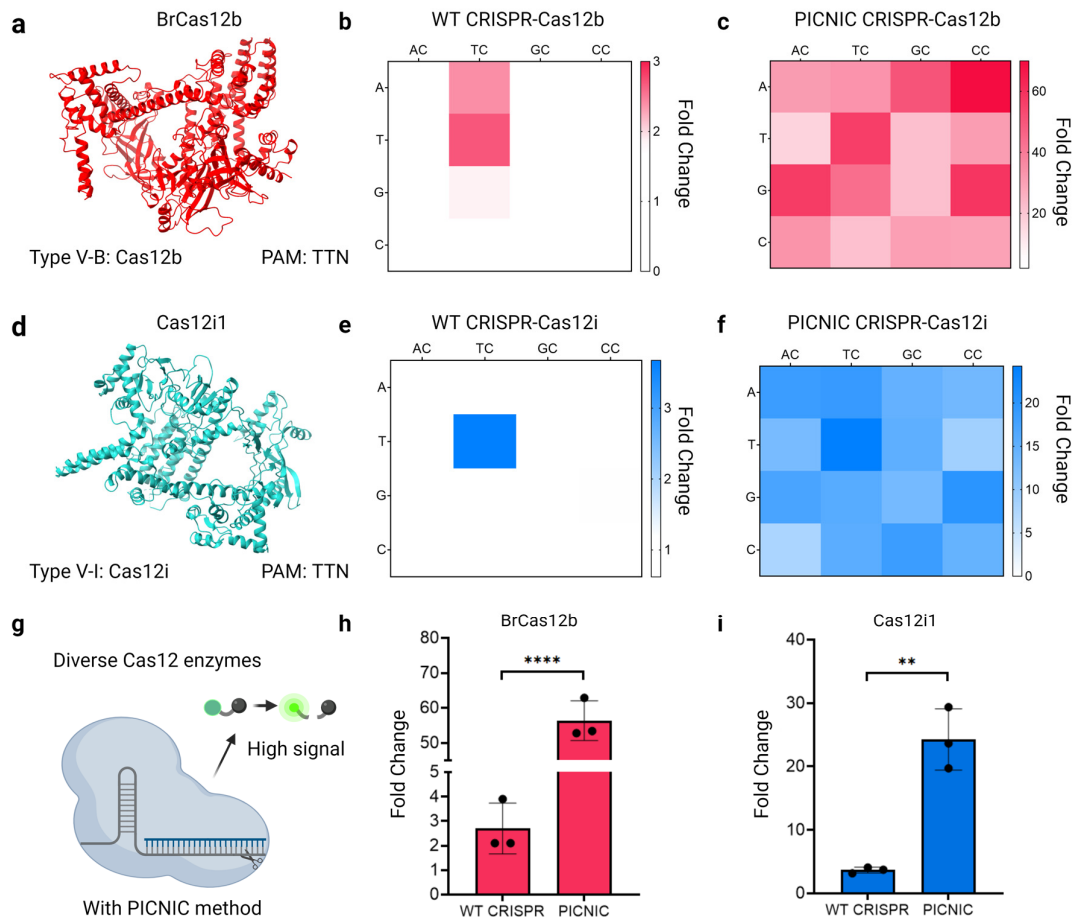 a
BrCas12b
Type V-B: Cas12b PAM: TTN
b
WT CRISPR-Cas12b
AC TC GC CC
A
T
G
C
3
2
1
0
Fold Change
c
PICNIC CRISPR-Cas12b
AC TC GC CC
A
T
G
C
60
40
20
Fold Change
d
Cas12i1
Type V-I: Cas12i PAM: TTN
e
WT CRISPR-Cas12i
AC TC GC CC
A
T
G
C
3
2
1
Fold Change
f
PICNIC CRISPR-Cas12i
AC TC GC CC
A
T
G
C
20
15
10
5
0
Fold Change
g
Diverse Cas12 enzymes
High signal
With PICNIC method
h
BrCas12b
80
70
60
50
5
4
3
2
1
0
Fold Change
****
WT CRISPR PICNIC
i
Cas12i1
40
30
20
10
0
Fold Change
**
WT CRISPR PICNIC